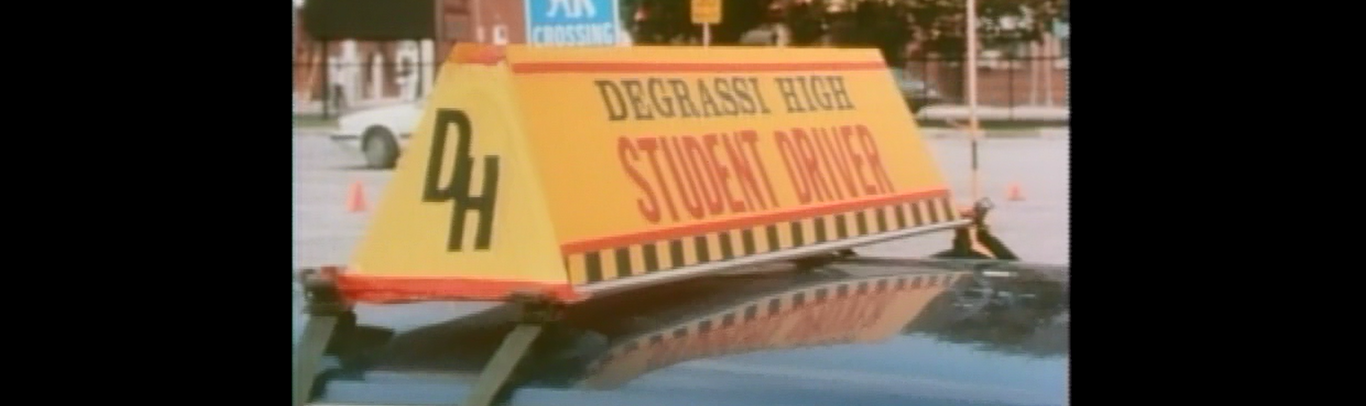 CROSSING
DEGRASSI HIGH
STUDENT DRIVER
DH